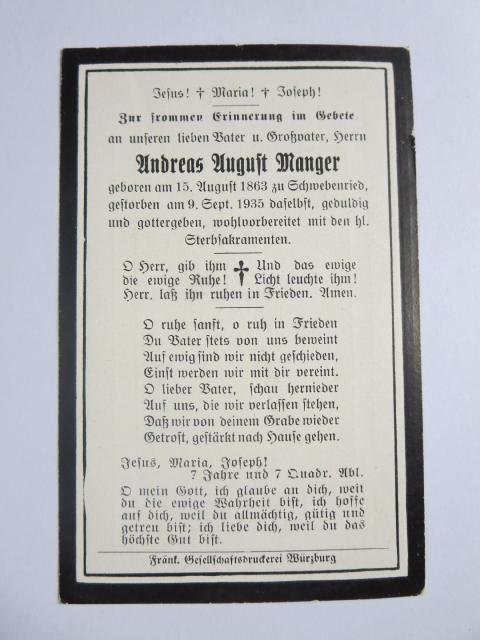 Jesus! † Maria! † Joseph!
Zur frommen Erinnerung im Gebete
an unseren lieben Vater u. Großvater, Herrn
Andreas August Manger
geboren am 15. August 1863 zu Schwebenried,
gestorben am 9. Sept. 1935 daselbst, geduldig
und gottergeben, wohlvorbereitet mit den hl.
Sterbsakramenten.
O Herr, gib ihm † Und das ewige
die ewige Ruhe! Licht leuchte ihm!
Herr, laß ihn ruhen in Frieden. Amen.
O ruhe sanft, o ruh in Frieden
Du Vater stets von uns beweint
Auf ewig sind wir nicht geschieden,
Einst werden wir mit dir vereint.
O lieber Vater, schau hernieder
Auf uns, die wir verlassen stehen,
Daß wir von deinem Grabe wieder
Getrost, gestärkt nach Hause gehen.
Jesus, Maria, Joseph!
7 Jahre und 7 Quadr. Abl.
O mein Gott, ich glaube an dich, weil
du die ewige Wahrheit bist, ich hoffe
auf dich, weil du allmächtig, gütig und
getreu bist; ich liebe dich, weil du das
höchste Gut bist.
Fränk. Gesellschaftsdruckerei Würzburg